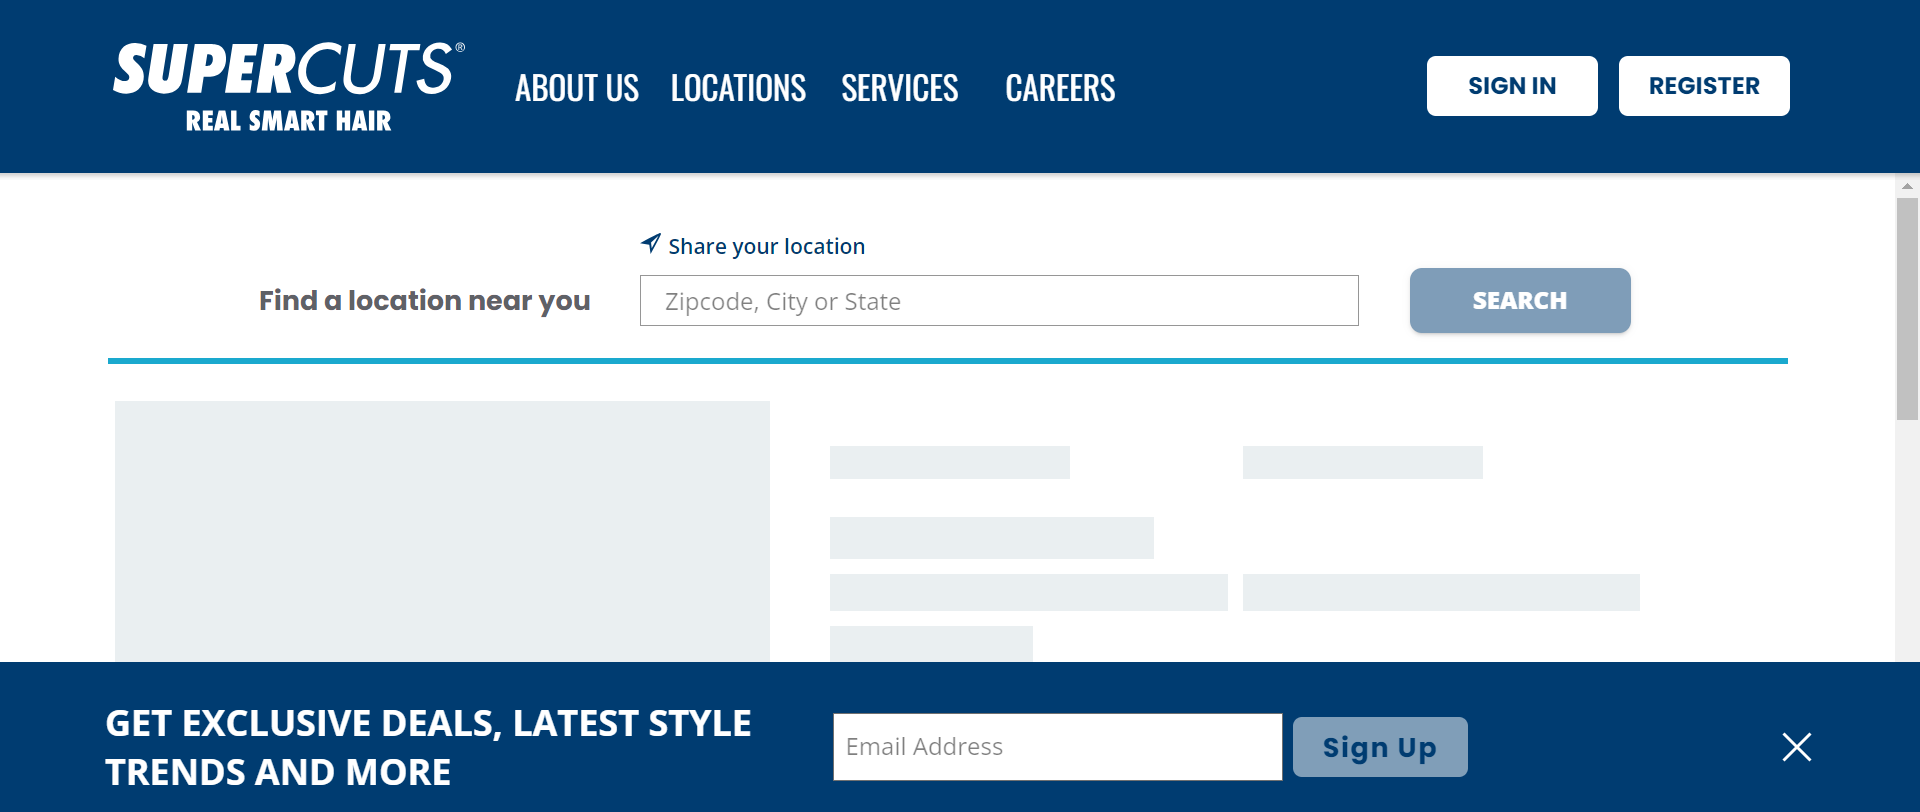 SUPERCUTS®
REAL SMART HAIR
ABOUT US LOCATIONS SERVICES CAREERS
SIGN IN REGISTER
Share your location
Find a location near you
Zipcode, City or State
SEARCH
GET EXCLUSIVE DEALS, LATEST STYLE
TRENDS AND MORE
Email Address
Sign Up